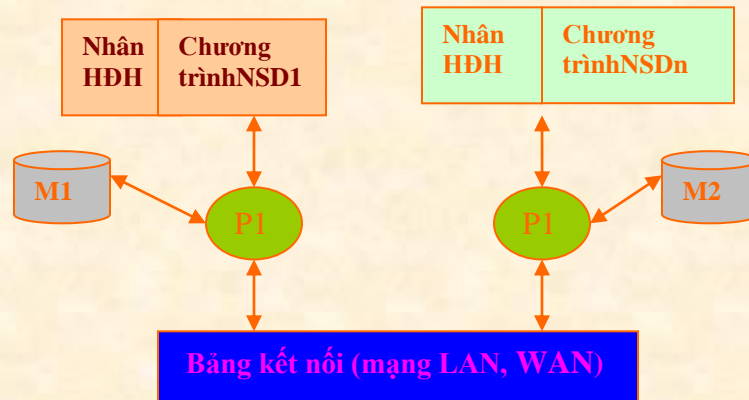 Nhân
HĐH
Chương
trìnhNSD1
Nhân
HĐH
Chương
trìnhNSDn
M1
P1
P1
M2
Bảng kết nối (mạng LAN, WAN)